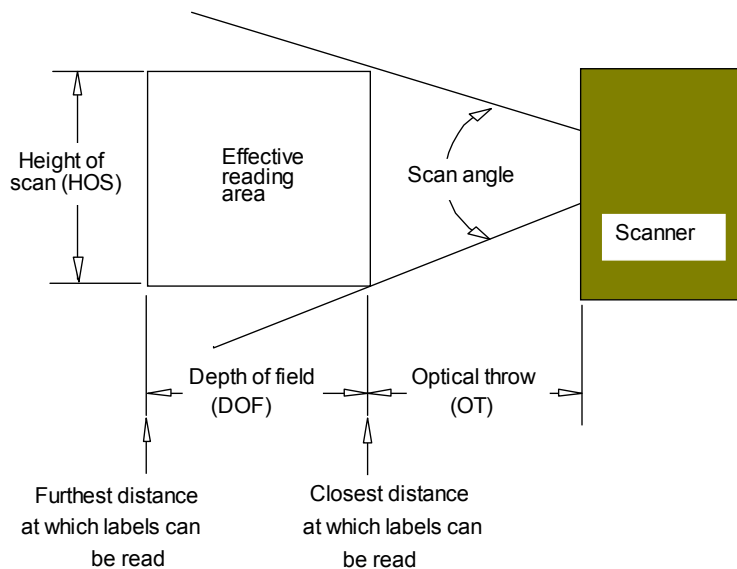 Height of
scan (HOS)
Effective
reading
area
Scan angle
Scanner
Depth of field
(DOF)
Optical throw
(OT)
Furthest distance
at which labels can
be read
Closest distance
at which labels can
be read